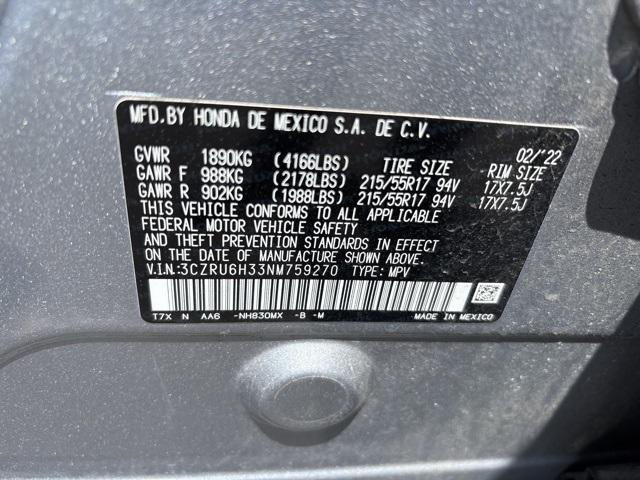 MFD.BY HONDA DE MEXICO S.A. DE C.V.
02/'22
GVWR 1890KG (4166LBS) TIRE SIZE RIM SIZE
GAWR F 988KG (2178LBS) 215/55R17 94V 17X7.5J
GAWR R 902KG (1988LBS) 215/55R17 94V 17X7.5J
THIS VEHICLE CONFORMS TO ALL APPLICABLE
FEDERAL MOTOR VEHICLE SAFETY
AND THEFT PREVENTION STANDARDS IN EFFECT
ON THE DATE OF MANUFACTURE SHOWN ABOVE.
V.I.N.:3CZRU6H33NM759270 TYPE: MPV
T7X N AA6 -NH830MX -B -M MADE IN MEXICO